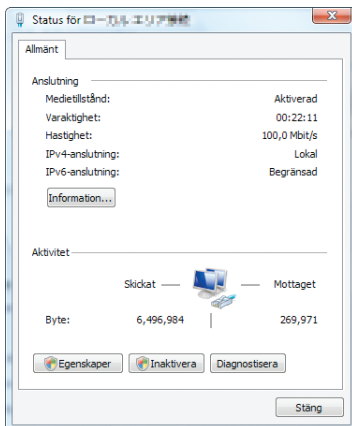 Status för ローカル エリア接続
Allmänt
Anslutning
Medietillstånd: Aktiverad
Varaktighet: 00:22:11
Hastighet: 100,0 Mbit/s
IPv4-anslutning: Lokal
IPv6-anslutning: Begränsad
Information...
Aktivitet
Skickat — Mottaget
Byte: 6,496,984 | 269,971
Egenskaper Inaktivera Diagnostisera
Stäng